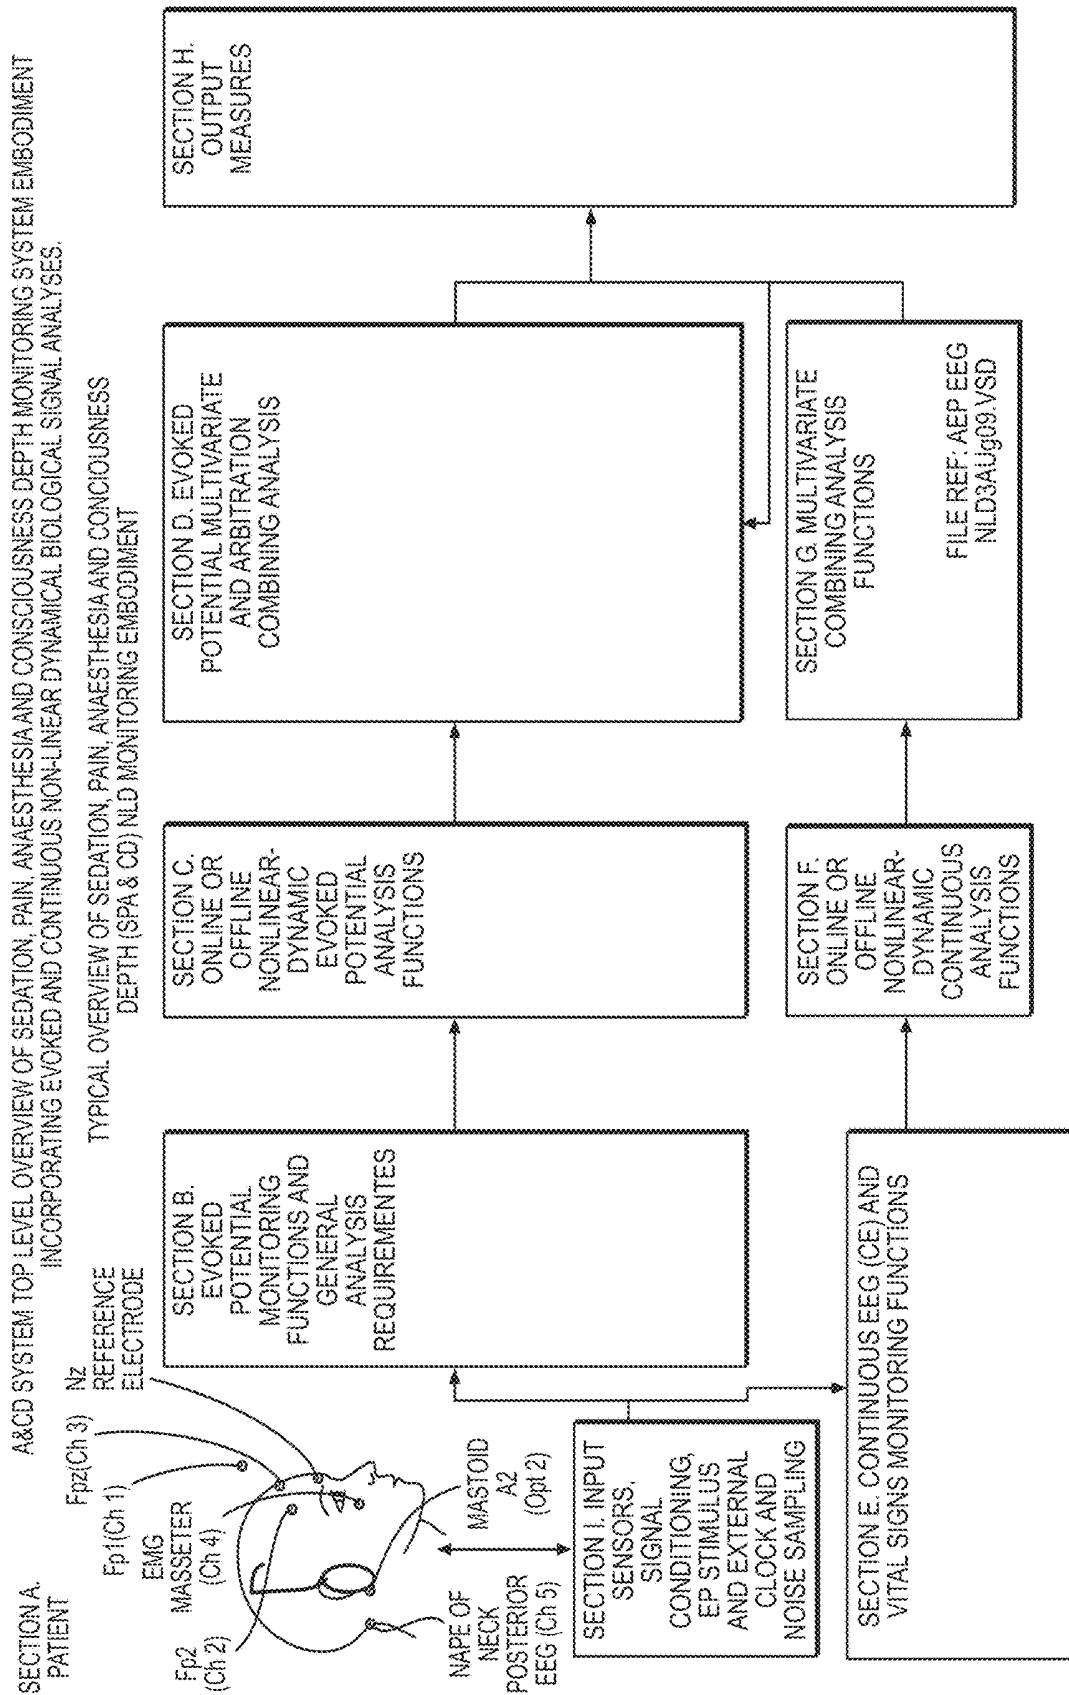 A&CD SYSTEM TOP LEVEL OVERVIEW OF SEDATION, PAIN, ANAESTHESIA AND CONSCIOUSNESS DEPTH MONITORING SYSTEM EMBODIMENT
INCORPORATING EVOKED AND CONTINUOUS NON-LINEAR DYNAMICAL BIOLOGICAL SIGNAL ANALYSES.
TYPICAL OVERVIEW OF SEDATION, PAIN, ANAESTHESIA AND CONCIOUSNESS
DEPTH (SPA & CD) NLD MONITORING EMBODIMENT
SECTION A.
PATIENT
Fpz(Ch 3)
Fp1(Ch 1)
EMG
MASSETER
(Ch 4)
Fp2
(Ch 2)
Nz
REFERENCE
ELECTRODE
NAPE OF
NECK
POSTERIOR
EEG (Ch 5)
MASTOID
A2
(Opt 2)
SECTION I. INPUT
SENSORS,
SIGNAL
CONDITIONING,
EP STIMULUS
AND EXTERNAL
CLOCK AND
NOISE SAMPLING
SECTION B.
EVOKED
POTENTIAL
MONITORING
FUNCTIONS AND
GENERAL
ANALYSIS
REQUIREMENTES
SECTION C.
ONLINE OR
OFFLINE
NONLINEAR-
DYNAMIC
EVOKED
POTENTIAL
ANALYSIS
FUNCTIONS
SECTION D. EVOKED
POTENTIAL MULTIVARIATE
AND ARBITRATION
COMBINING ANALYSIS
SECTION E. CONTINUOUS EEG (CE) AND
VITAL SIGNS MONITORING FUNCTIONS
SECTION F.
ONLINE OR
OFFLINE
NONLINEAR-
DYNAMIC
CONTINUOUS
ANALYSIS
FUNCTIONS
SECTION G. MULTIVARIATE
COMBINING ANALYSIS
FUNCTIONS
FILE REF: AEP EEG
NLD3AUg09.VSD
SECTION H.
OUTPUT
MEASURES